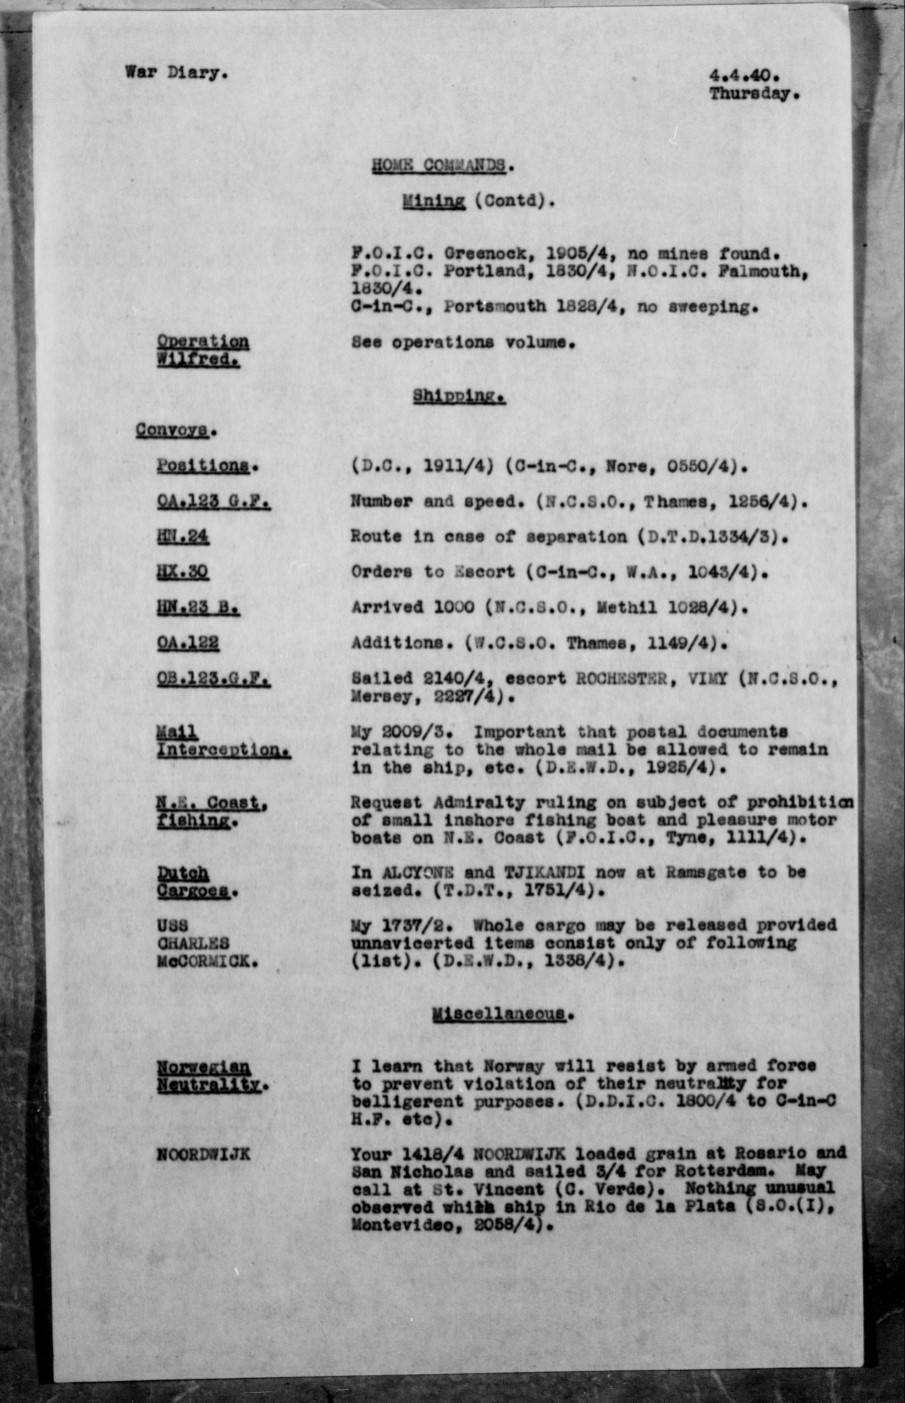 War Diary.
4.4.40.
Thursday.
HOME COMMANDS.
Mining (Contd).
F.O.I.C. Greenock, 1905/4, no mines found.
F.O.I.C. Portland, 1830/4, N.O.I.C. Falmouth,
1830/4.
C-in-C., Portsmouth 1828/4, no sweeping.
Operation
Wilfred.
See operations volume.
Shipping.
Convoys.
Positions. (D.C., 1911/4) (C-in-C., Nore, 0550/4).
OA.123 G.F. Number and speed. (N.C.S.O., Thames, 1256/4).
HN.24 Route in case of separation (D.T.D.1334/3).
HX.30 Orders to Escort (C-in-C., W.A., 1043/4).
HN.23 B. Arrived 1000 (N.C.S.O., Methil 1028/4).
OA.122 Additions. (W.C.S.O. Thames, 1149/4).
OB.123.G.F. Sailed 2140/4, escort ROCHESTER, VIMY (N.C.S.O.,
Mersey, 2227/4).
Mail
Interception.
My 2009/3. Important that postal documents
relating to the whole mail be allowed to remain
in the ship, etc. (D.E.W.D., 1925/4).
N.E. Coast,
fishing.
Request Admiralty ruling on subject of prohibition
of small inshore fishing boat and pleasure motor
boats on N.E. Coast (F.O.I.C., Tyne, 1111/4).
Dutch
Cargoes.
In ALCYONE and TJIKANDI now at Ramsgate to be
seized. (T.D.T., 1751/4).
USS
CHARLES
McCORMICK.
My 1737/2. Whole cargo may be released provided
unnavicerted items consist only of following
(list). (D.E.W.D., 1338/4).
Miscellaneous.
Norwegian
Neutrality.
I learn that Norway will resist by armed force
to prevent violation of their neutrality for
belligerent purposes. (D.D.I.C. 1800/4 to C-in-C
H.F. etc).
NOORDWIJK
Your 1418/4 NOORDWIJK loaded grain at Rosario and
San Nicholas and sailed 3/4 for Rotterdam. May
call at St. Vincent (C. Verde). Nothing unusual
observed while ship in Rio de la Plata (S.O.(I),
Montevideo, 2058/4).